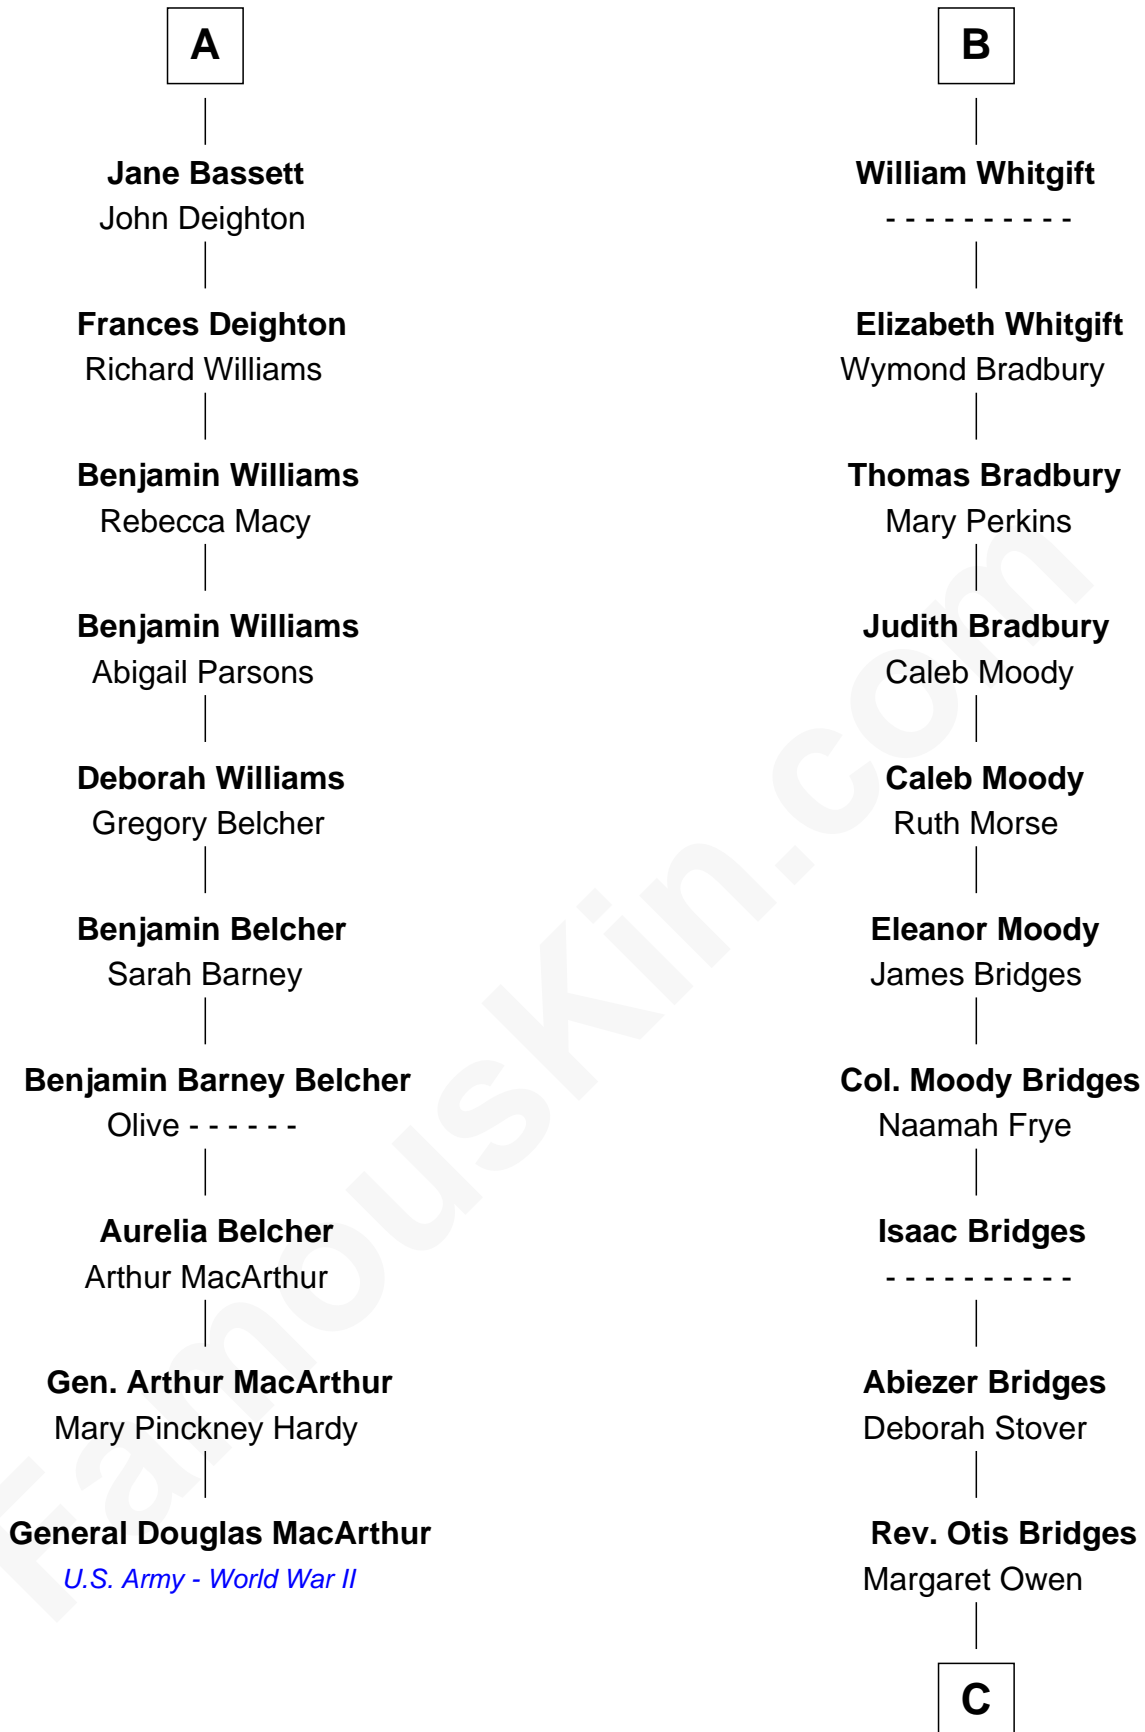 A
Jane Bassett
John Deighton
Frances Deighton
Richard Williams
Benjamin Williams
Rebecca Macy
Benjamin Williams
Abigail Parsons
Deborah Williams
Gregory Belcher
Benjamin Belcher
Sarah Barney
Benjamin Barney Belcher
Olive - - - - - -
Aurelia Belcher
Arthur MacArthur
Gen. Arthur MacArthur
Mary Pinckney Hardy
General Douglas MacArthur
U.S. Army - World War II
B
William Whitgift
- - - - - - - - - -
Elizabeth Whitgift
Wymond Bradbury
Thomas Bradbury
Mary Perkins
Judith Bradbury
Caleb Moody
Caleb Moody
Ruth Morse
Eleanor Moody
James Bridges
Col. Moody Bridges
Naamah Frye
Isaac Bridges
- - - - - - - - - -
Abiezer Bridges
Deborah Stover
Rev. Otis Bridges
Margaret Owen
C
FamousKin.com